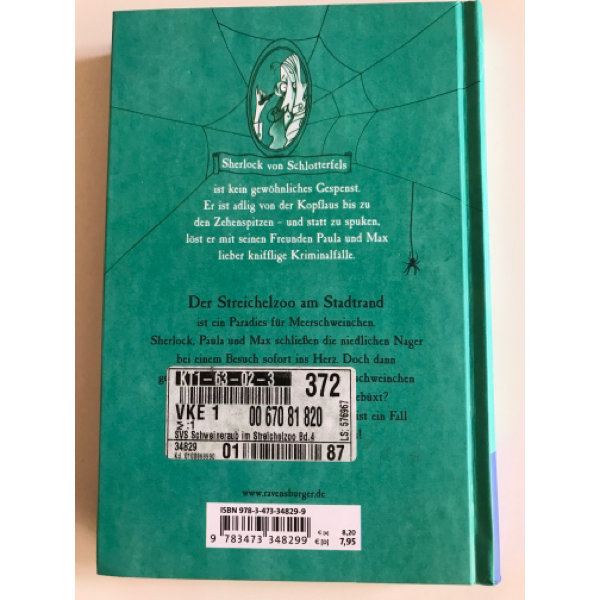 Sherlock von Schlotterfels
ist kein gewöhnliches Gespenst.
Er ist adlig von der Kopflaus bis zu
den Zehenspitzen – und statt zu spuken,
löst er mit seinen Freunden Paula und Max
lieber knifflige Kriminalfälle.
Der Streichelzoo am Stadtrand
ist ein Paradies für Meerschweinchen.
Sherlock, Paula und Max schließen die niedlichen Nager
bei einem Besuch sofort ins Herz. Doch dann
KT1-63-02-3
372
VKE 1
00 670 81 820
LS: 576967
SVS Schweineraub im Streichelzoo Bd.4
34829
01
87
ist ein Fall
www.ravensburger.de
ISBN 978-3-473-34829-9
9 783473 348299
€ [A] 8,20
€ [D] 7,95